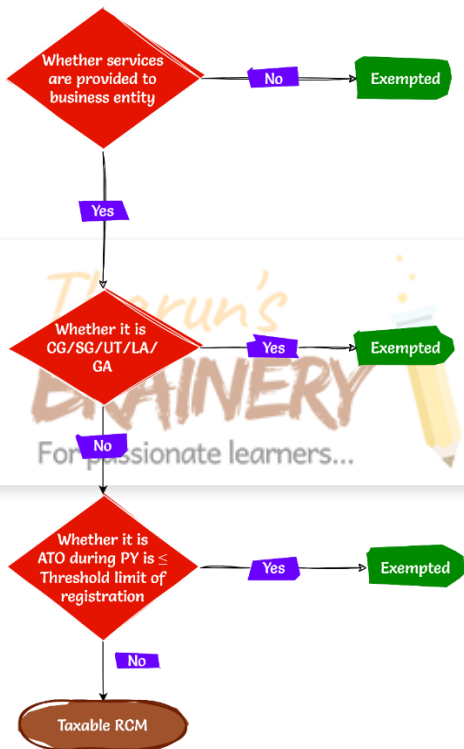 Whether services
are provided to
business entity
No
Exempted
Yes
Tharun's
BRAINERY
For passionate learners...
Whether it is
CG/SG/UT/LA/
GA
Yes
Exempted
No
Whether it is
ATO during PY is ≤
Threshold limit of
registration
Yes
Exempted
No
Taxable RCM